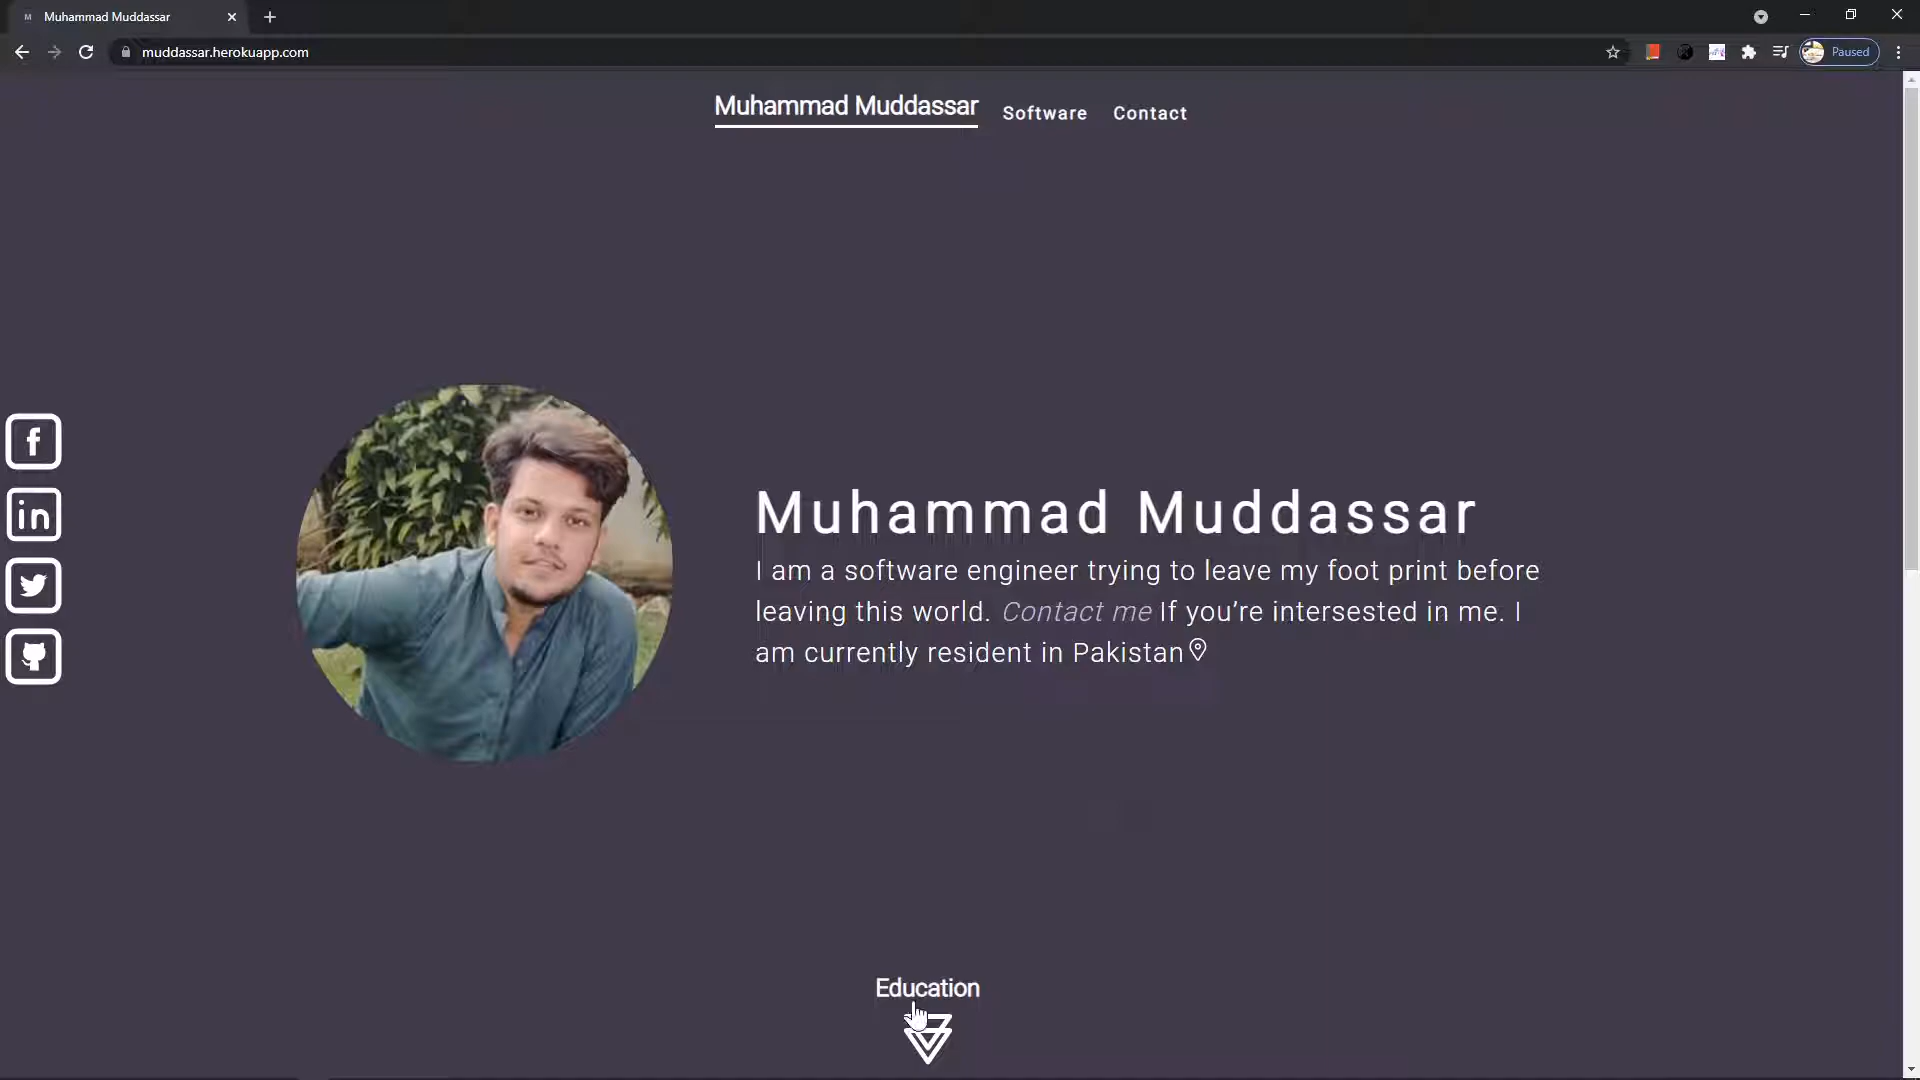 Muhammad Muddassar
muddassar.herokuapp.com
Paused
Muhammad Muddassar Software Contact
Muhammad Muddassar
I am a software engineer trying to leave my foot print before
leaving this world. Contact me If you’re intersested in me. I
am currently resident in Pakistan
Education